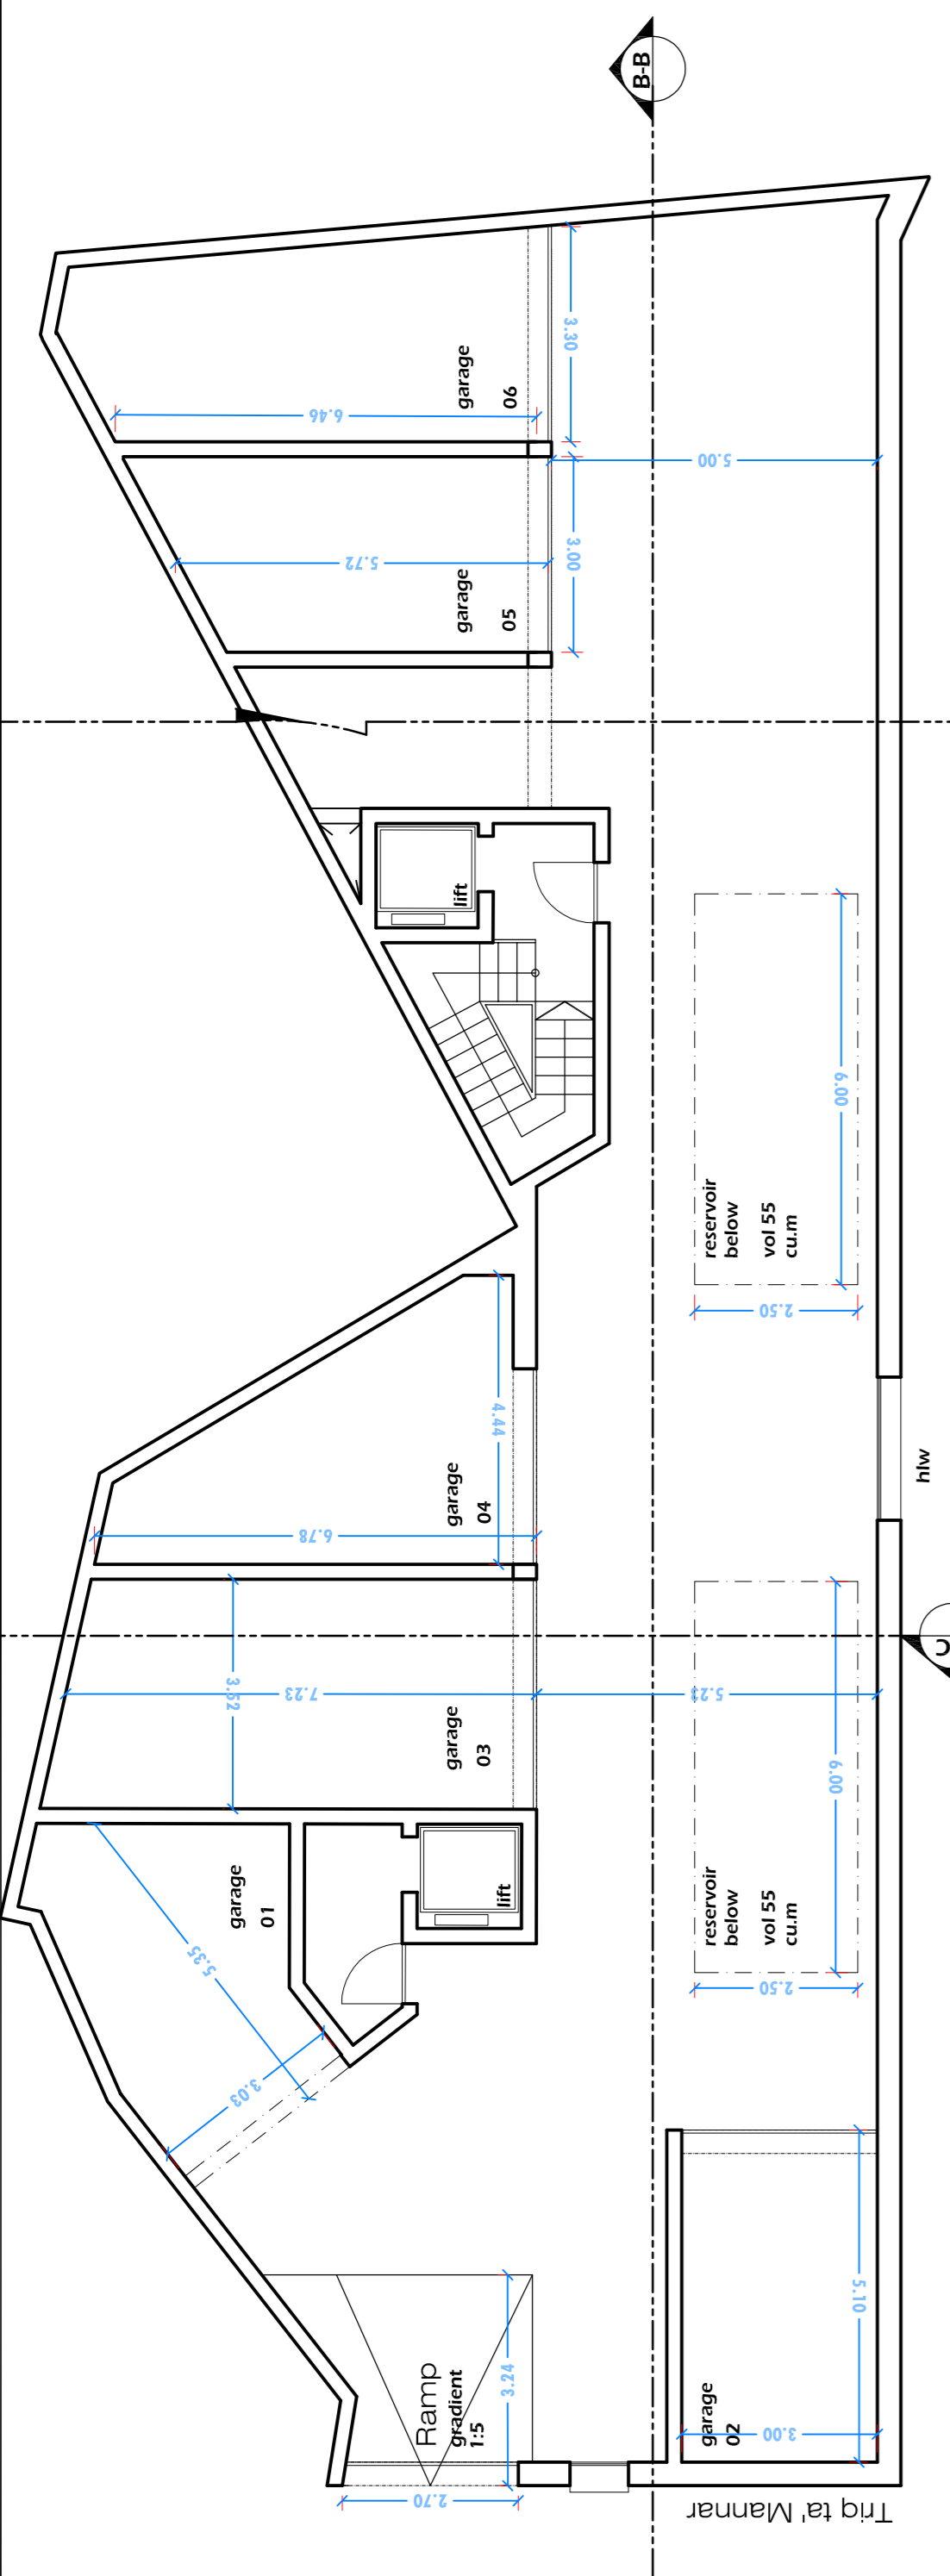 B-B
garage
06
3.30
6.46
5.00
garage
05
3.00
5.72
lift
reservoir
below
vol 55
cu.m
6.00
2.50
garage
04
4.44
6.78
hlw
garage
03
3.52
7.23
5.23
C
garage
01
5.35
3.03
lift
reservoir
below
vol 55
cu.m
6.00
2.50
Ramp
gradient
1:5
3.24
2.70
garage
02
5.10
3.00
Triq ta' Mannar